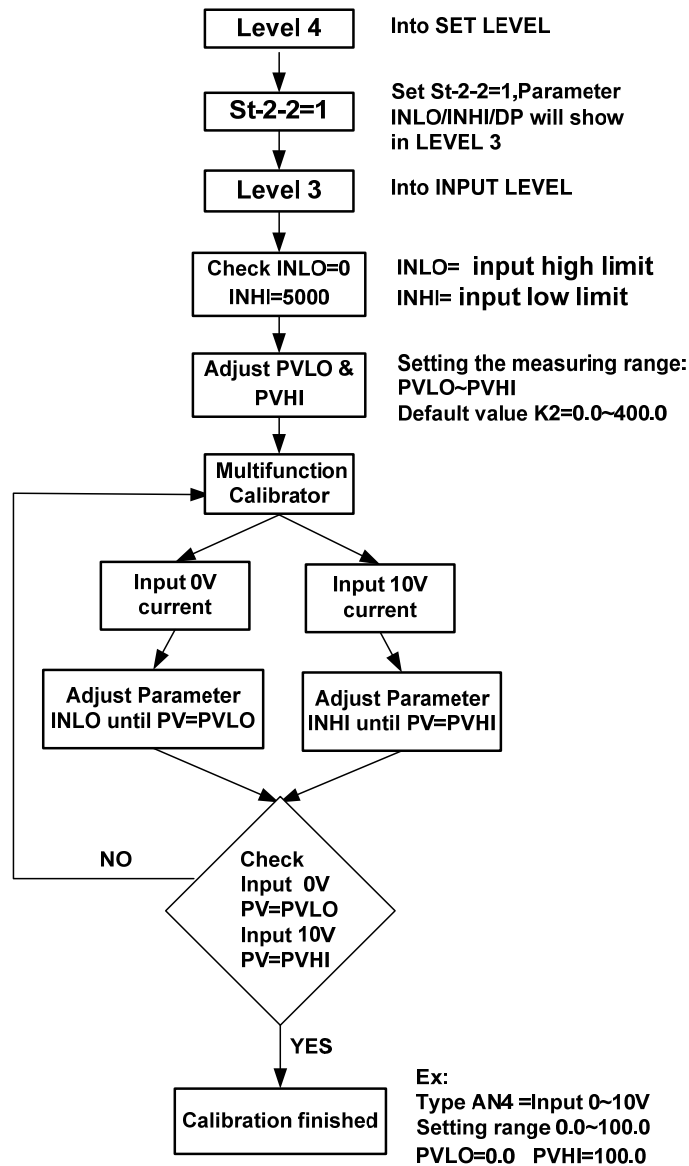 Level 4
Into SET LEVEL
St-2-2=1
Set St-2-2=1,Parameter
INLO/INHI/DP will show
in LEVEL 3
Level 3
Into INPUT LEVEL
Check INLO=0
INHI=5000
INLO= input high limit
INHI= input low limit
Adjust PVLO &
PVHI
Setting the measuring range:
PVLO~PVHI
Default value K2=0.0~400.0
Multifunction
Calibrator
Input 0V
current
Input 10V
current
Adjust Parameter
INLO until PV=PVLO
Adjust Parameter
INHI until PV=PVHI
NO
Check
Input 0V
PV=PVLO
Input 10V
PV=PVHI
YES
Calibration finished
Ex:
Type AN4 =Input 0~10V
Setting range 0.0~100.0
PVLO=0.0 PVHI=100.0